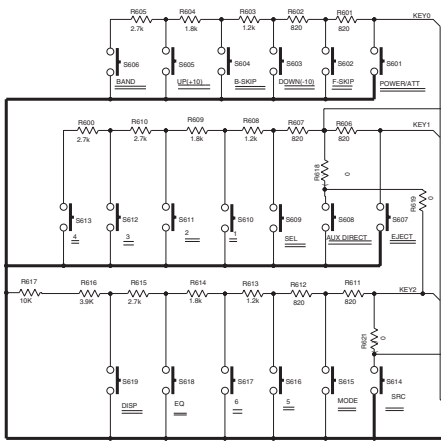 R605 R604 R603 R602 R601 KEY0
2.7k 1.8k 1.2k 820 820
S606 S605 S604 S603 S602 S601
BAND UP(+10) B-SKIP DOWN(-10) F-SKIP POWER/ATT
R600 R610 R609 R608 R607 R606 KEY1
2.7k 2.7k 1.8k 1.2k 820 820
R618 0
R619 0
S613 S612 S611 S610 S609 S608 S607
4 3 2 1 SEL AUX DIRECT EJECT
R617 R616 R615 R614 R613 R612 R611 KEY2
10K 3.9K 2.7k 1.8k 1.2k 820 820
R621 0
S619 S618 S617 S616 S615 S614
DISP EQ 6 5 MODE SRC